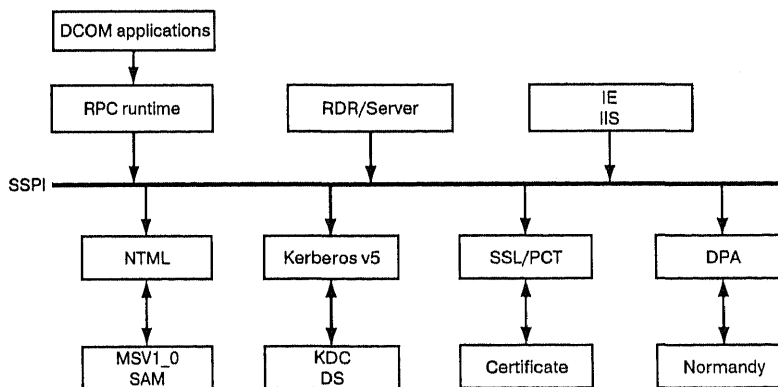 DCOM applications
RPC runtime
RDR/Server
IE
IIS
SSPI
NTML
Kerberos v5
SSL/PCT
DPA
MSV1_0
SAM
KDC
DS
Certificate
Normandy